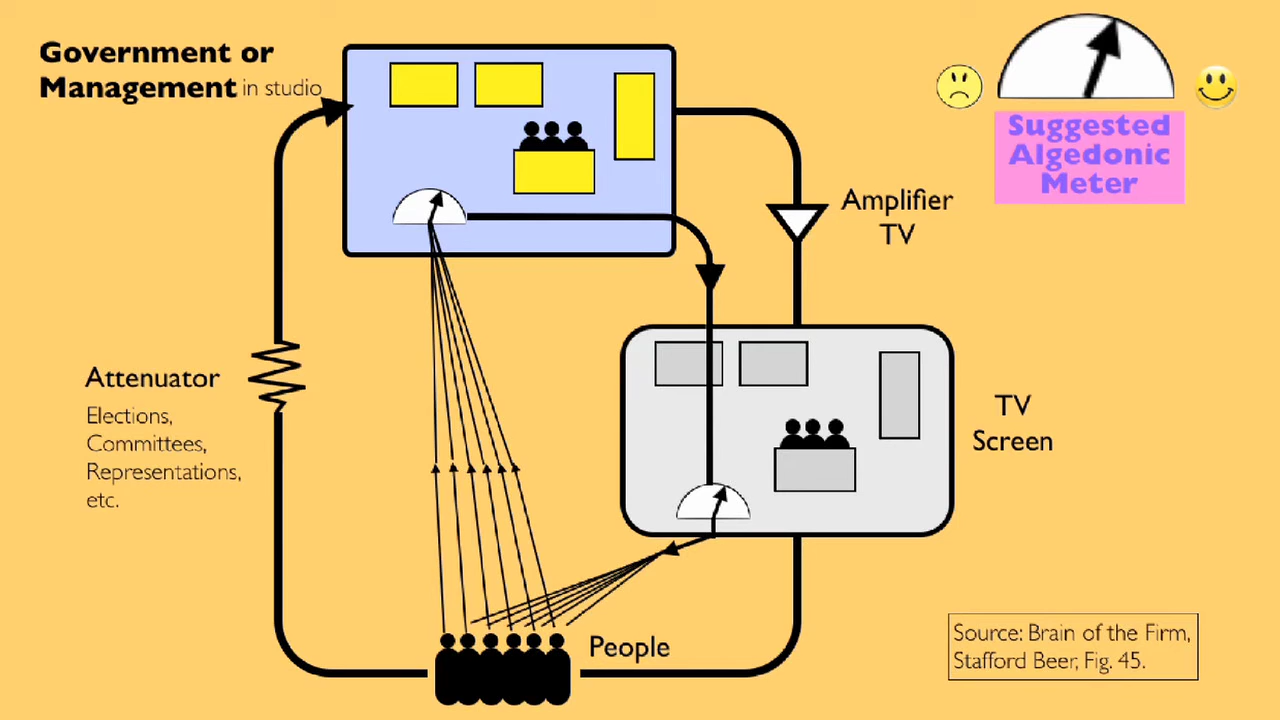 Government or
Management in studio
Suggested
Algedonic
Meter
Amplifier
TV
Attenuator
Elections,
Committees,
Representations,
etc.
TV
Screen
People
Source: Brain of the Firm,
Stafford Beer, Fig. 45.